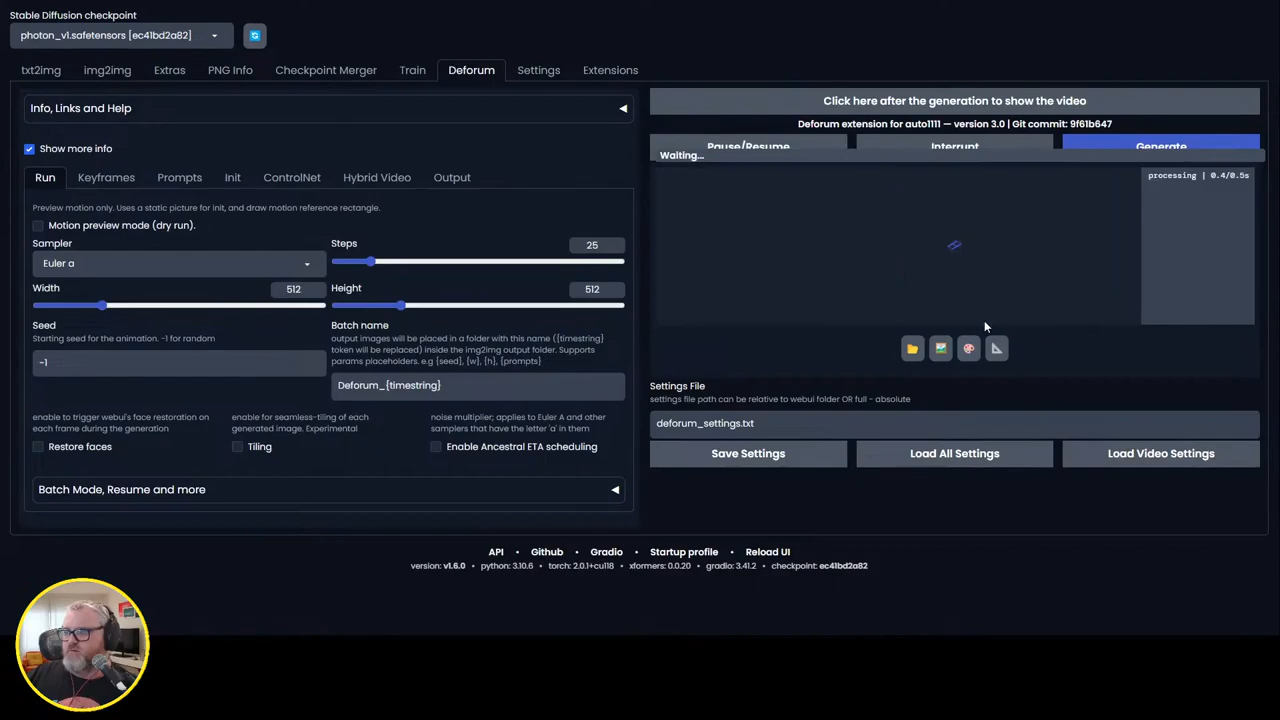 Stable Diffusion checkpoint
photon_v1.safetensors [ec41bd2a82]
txt2img img2img Extras PNG Info Checkpoint Merger Train Deforum Settings Extensions
Info, Links and Help
Show more info
Run Keyframes Prompts Init ControlNet Hybrid Video Output
Preview motion only. Uses a static picture for init, and draw motion reference rectangle.
Motion preview mode (dry run).
Sampler
Euler a
Steps
25
Width
512
Height
512
Seed
Starting seed for the animation. -1 for random
-1
Batch name
output images will be placed in a folder with this name ({timestring}
token will be replaced) inside the img2img output folder. Supports
params placeholders. e.g {seed}, {w}, {h}, {prompts}
Deforum_{timestring}
enable to trigger webui's face restoration on
each frame during the generation
Restore faces
enable for seamless-tiling of each
generated image. Experimental
Tiling
noise multiplier; applies to Euler A and other
samplers that have the letter 'a' in them
Enable Ancestral ETA scheduling
Batch Mode, Resume and more
Click here after the generation to show the video
Deforum extension for auto1111 — version 3.0 | Git commit: 9f61b647
Pause/Resume Interrupt Generate
Waiting...
processing | 0.4/0.5s
Settings File
settings file path can be relative to webui folder OR full - absolute
deforum_settings.txt
Save Settings Load All Settings Load Video Settings
API • Github • Gradio • Startup profile • Reload UI
version: v1.6.0 • python: 3.10.6 • torch: 2.0.1+cu118 • xformers: 0.0.20 • gradio: 3.41.2 • checkpoint: ec41bd2a82